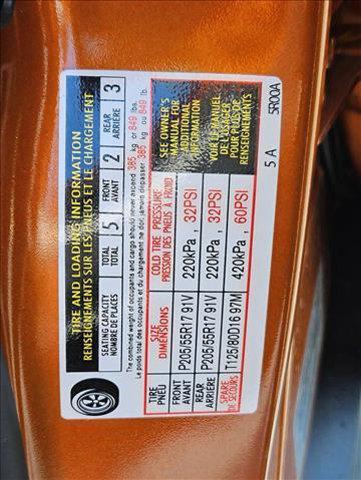 TIRE AND LOADING INFORMATION
RENSEIGNEMENTS SUR LES PNEUS ET LE CHARGEMENT
SEATING CAPACITY TOTAL 5 FRONT 2 REAR 3
NOMBRE DE PLACES TOTAL AVANT ARRIÈRE
The combined weight of occupants and cargo should never exceed 385 kg or 849 lb.
Le poids total des occupants et du chargement ne doit jamais dépasser 385 kg ou 849 lb.
TIRE SIZE COLD TIRE PRESSURE
PNEU DIMENSIONS PRESSION DES PNEUS À FROID
FRONT
AVANT P205/55R17 91V 220kPa , 32PSI
REAR
ARRIÈRE P205/55R17 91V 220kPa , 32PSI
SPARE
DE SECOURS T125/80D16 97M 420kPa , 60PSI
SEE OWNER'S
MANUAL FOR
ADDITIONAL
INFORMATION
VOIR LE MANUEL
DE L'USAGER
POUR PLUS DE
RENSEIGNEMENTS
5 A 5R00A